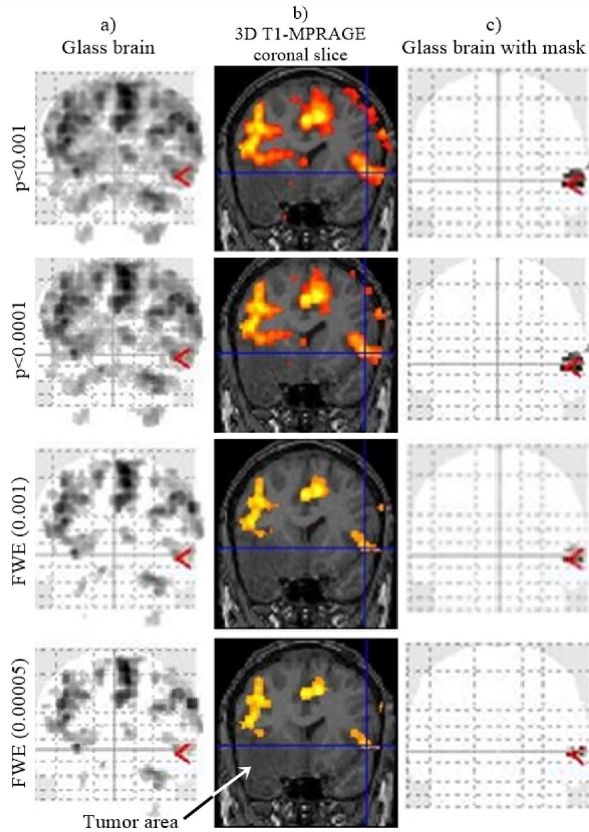 a)
Glass brain
b)
3D T1-MPRAGE
coronal slice
c)
Glass brain with mask
p<0.001
p<0.0001
FWE (0.001)
FWE (0.00005)
Tumor area